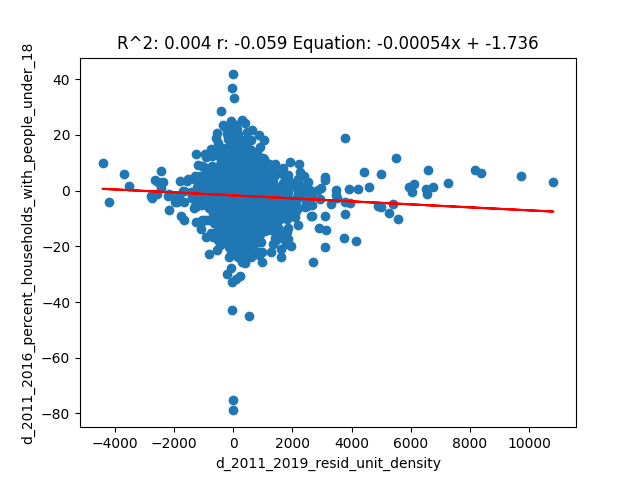 R^2: 0.004 r: -0.059 Equation: -0.00054x + -1.736
d_2011_2016_percent_households_with_people_under_18
40
20
0
−20
−40
−60
−80
−4000 −2000 0 2000 4000 6000 8000 10000
d_2011_2019_resid_unit_density